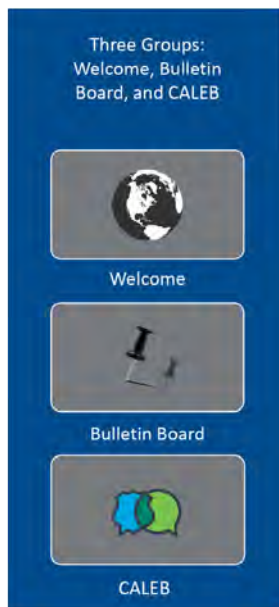 Three Groups:
Welcome, Bulletin
Board, and CALEB
Welcome
Bulletin Board
CALEB